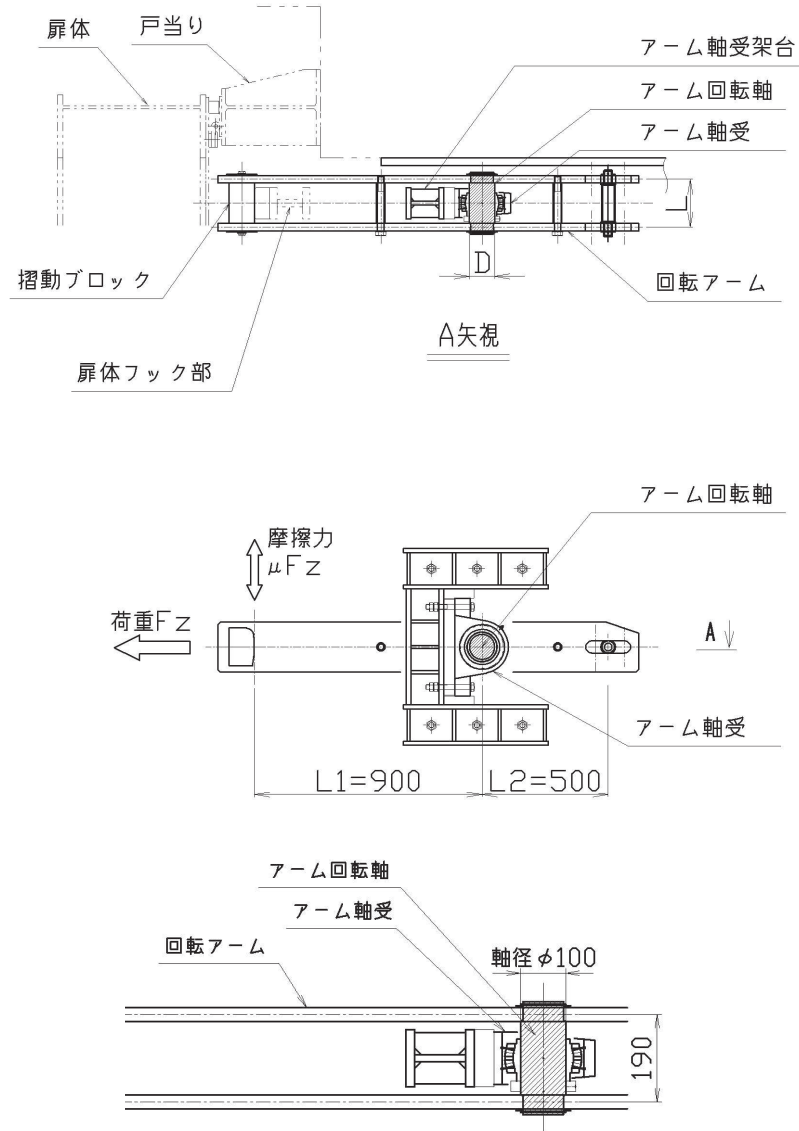 扉体
戸当り
アーム軸受架台
アーム回転軸
アーム軸受
L
D
摺動ブロック
回転アーム
A矢視
扉体フック部
アーム回転軸
摩擦力
μFz
荷重Fz
A
アーム軸受
L1=900
L2=500
アーム回転軸
アーム軸受
回転アーム
軸径φ100
190